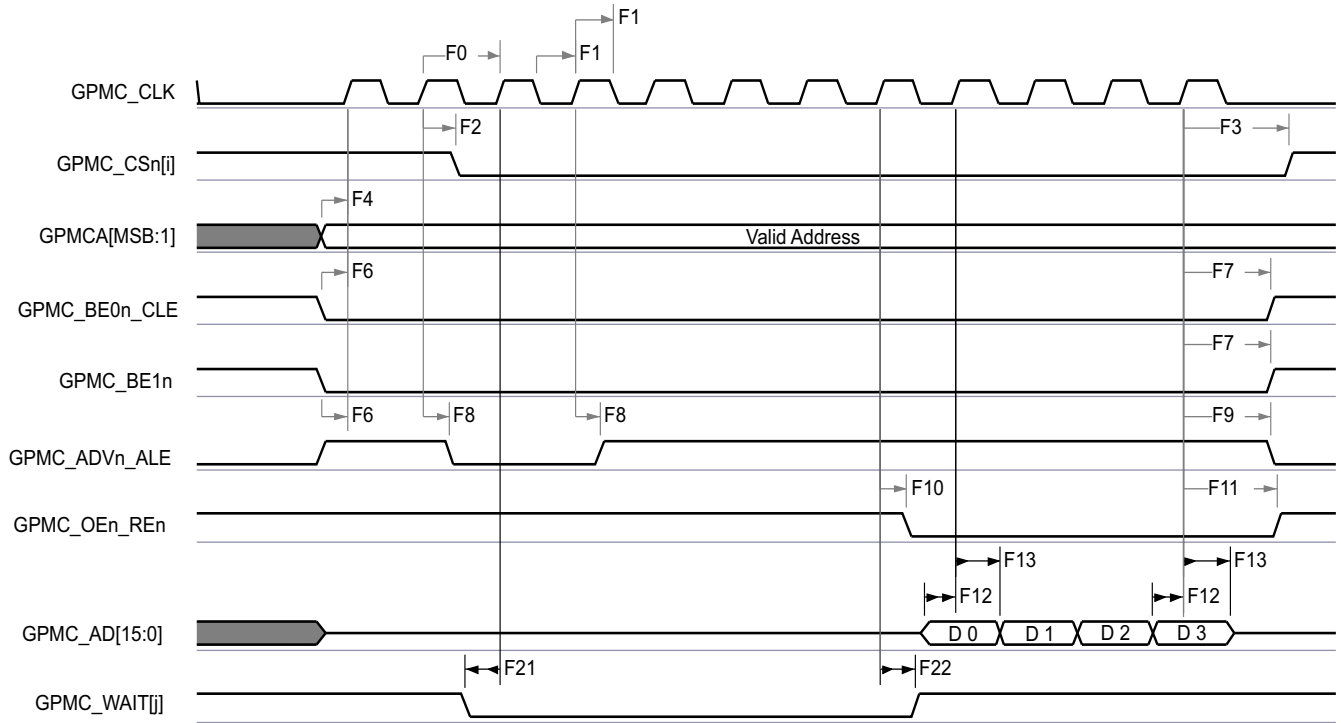 F1
F0 F1
GPMC_CLK
F2 F3
GPMC_CSn[i]
F4
GPMCA[MSB:1] Valid Address
F6 F7
GPMC_BE0n_CLE
F7
GPMC_BE1n
F6 F8 F8 F9
GPMC_ADVn_ALE
F10 F11
GPMC_OEn_REn
F13 F13
F12 F12
GPMC_AD[15:0] D 0 D 1 D 2 D 3
F21 F22
GPMC_WAIT[j]